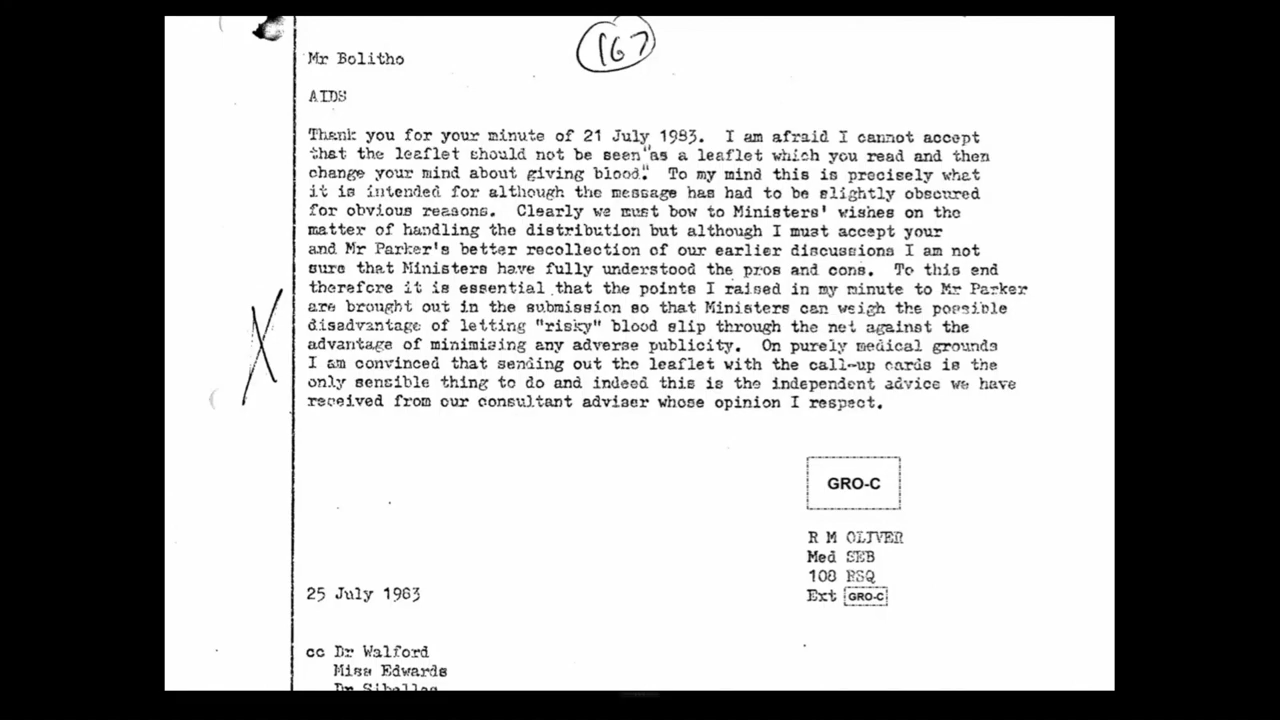 167
Mr Bolitho
AIDS
Thank you for your minute of 21 July 1983. I am afraid I cannot accept
that the leaflet should not be seen "as a leaflet which you read and then
change your mind about giving blood." To my mind this is precisely what
it is intended for although the message has had to be slightly obscured
for obvious reasons. Clearly we must bow to Ministers' wishes on the
matter of handling the distribution but although I must accept your
and Mr Parker's better recollection of our earlier discussions I am not
sure that Ministers have fully understood the pros and cons. To this end
therefore it is essential that the points I raised in my minute to Mr Parker
are brought out in the submission so that Ministers can weigh the possible
disadvantage of letting "risky" blood slip through the net against the
advantage of minimising any adverse publicity. On purely medical grounds
I am convinced that sending out the leaflet with the call-up cards is the
only sensible thing to do and indeed this is the independent advice we have
received from our consultant adviser whose opinion I respect.
X
GRO-C
R M OLIVER
Med SEB
108 ESQ
Ext GRO-C
25 July 1983
cc Dr Walford
Miss Edwards
Dr Sibellas